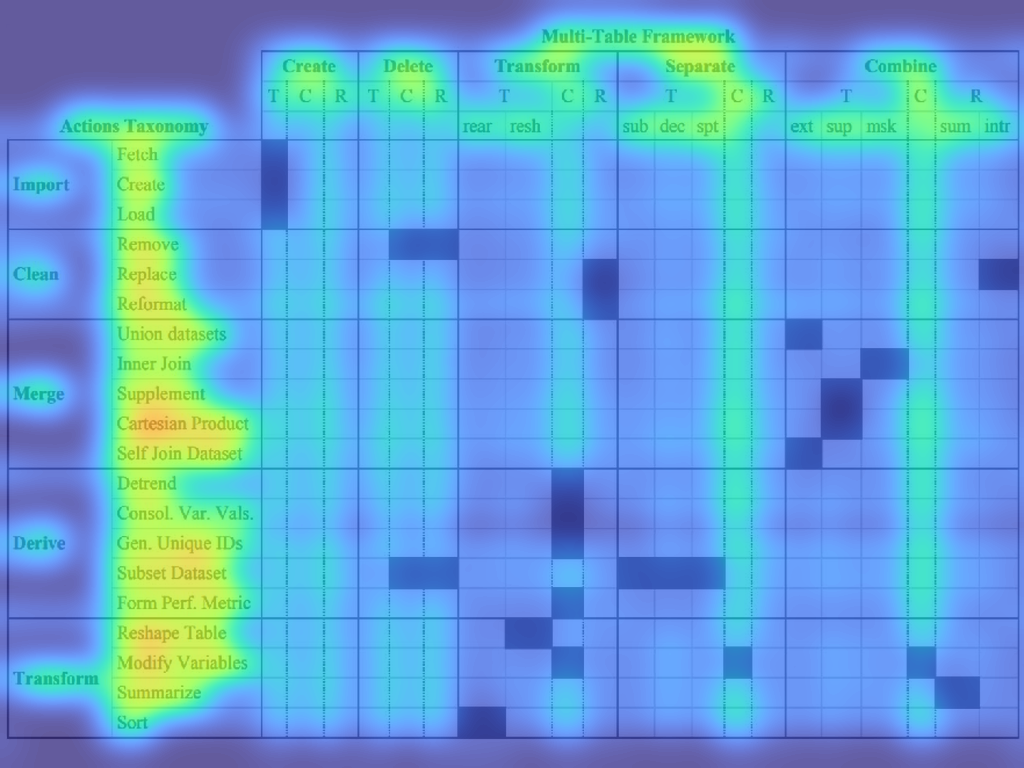 Multi-Table Framework
Create Delete Transform Separate Combine
T C R T C R T C R T C R T C R
Actions Taxonomy rear resh sub dec spt ext sup msk sum intr
Fetch
Import Create
Load
Remove
Clean Replace
Reformat
Union datasets
Inner Join
Merge Supplement
Cartesian Product
Self Join Dataset
Detrend
Consol. Var. Vals.
Derive Gen. Unique IDs
Subset Dataset
Form Perf. Metric
Reshape Table
Modify Variables
Transform
Summarize
Sort